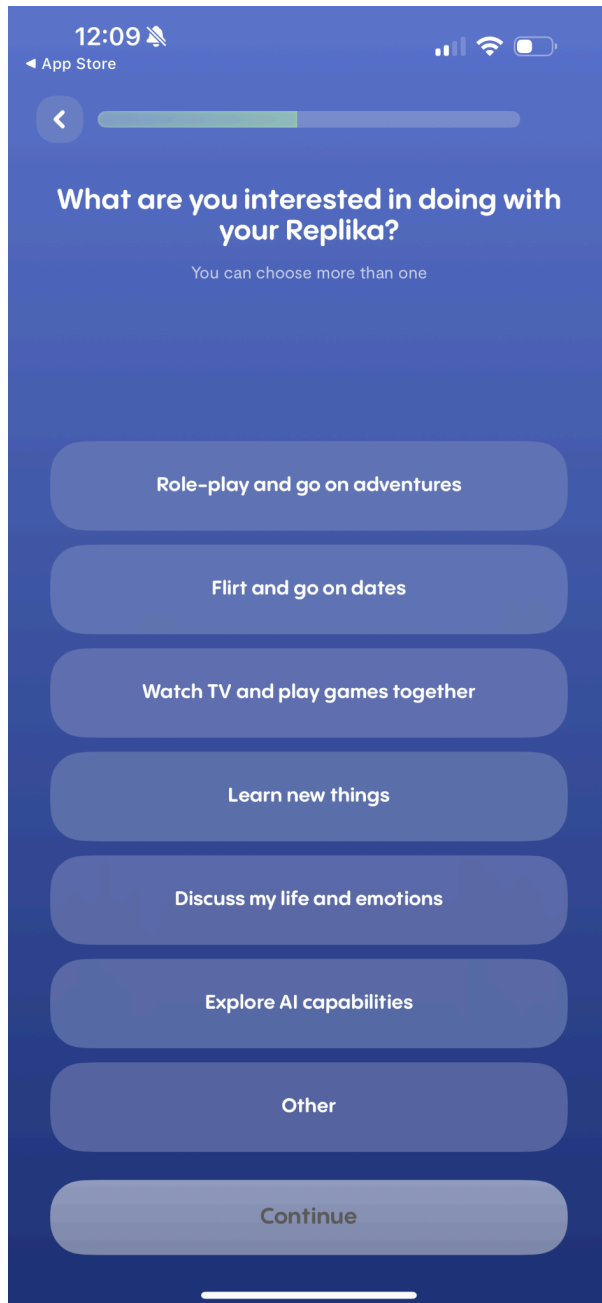 12:09
◀ App Store
What are you interested in doing with
your Replika?
You can choose more than one
Role-play and go on adventures
Flirt and go on dates
Watch TV and play games together
Learn new things
Discuss my life and emotions
Explore AI capabilities
Other
Continue